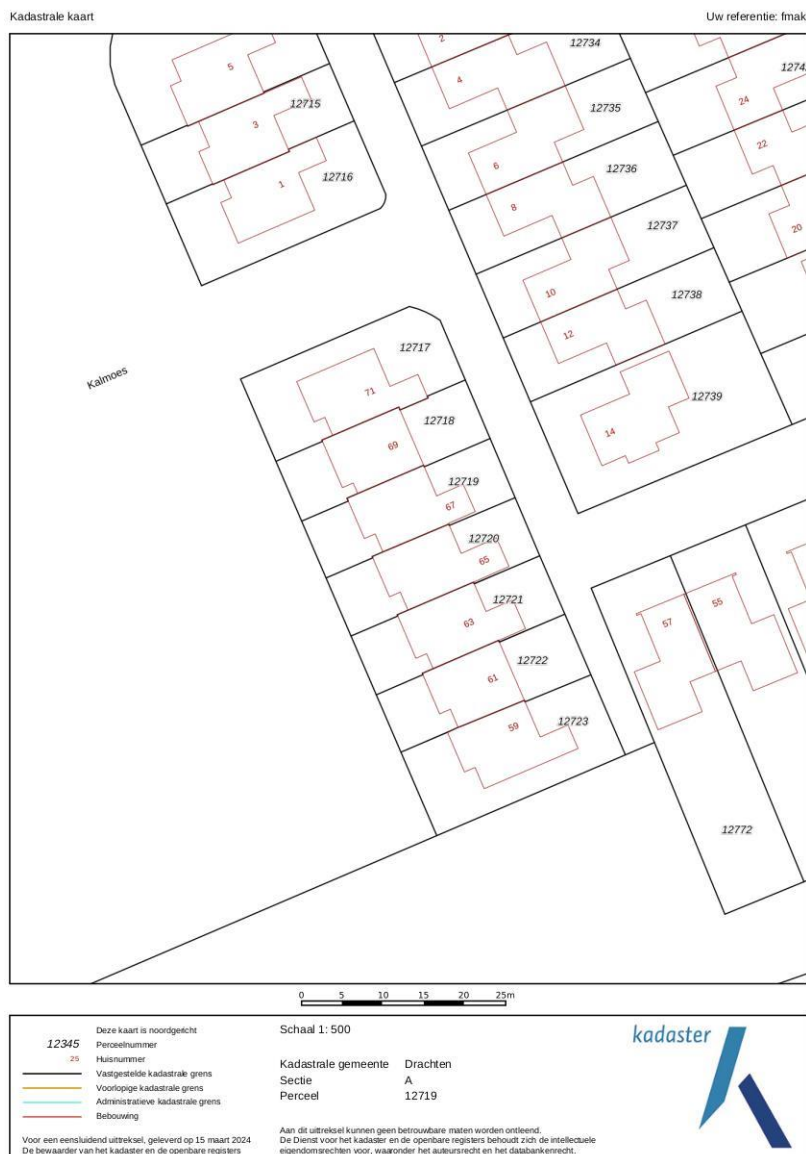 Kadastrale kaart
Uw referentie: fmak
5
2
12734
4
24
12715
3
12735
22
6
1
12716
12736
8
20
12737
10
12738
12
Kalmoes
12717
71
12739
14
12718
69
12719
67
12720
65
12721
63
57
55
12722
61
12723
59
12772
0 5 10 15 20 25m
Deze kaart is noordgericht
12345 Perceelnummer
25 Huisnummer
Vastgestelde kadastrale grens
Voorlopige kadastrale grens
Administratieve kadastrale grens
Bebouwing
Voor een eensluidend uittreksel, geleverd op 15 maart 2024
De bewaarder van het kadaster en de openbare registers
Schaal 1: 500
Kadastrale gemeente Drachten
Sectie A
Perceel 12719
Aan dit uittreksel kunnen geen betrouwbare maten worden ontleend.
De Dienst voor het kadaster en de openbare registers behoudt zich de intellectuele
eigendomsrechten voor, waaronder het auteursrecht en het databankenrecht.
kadaster